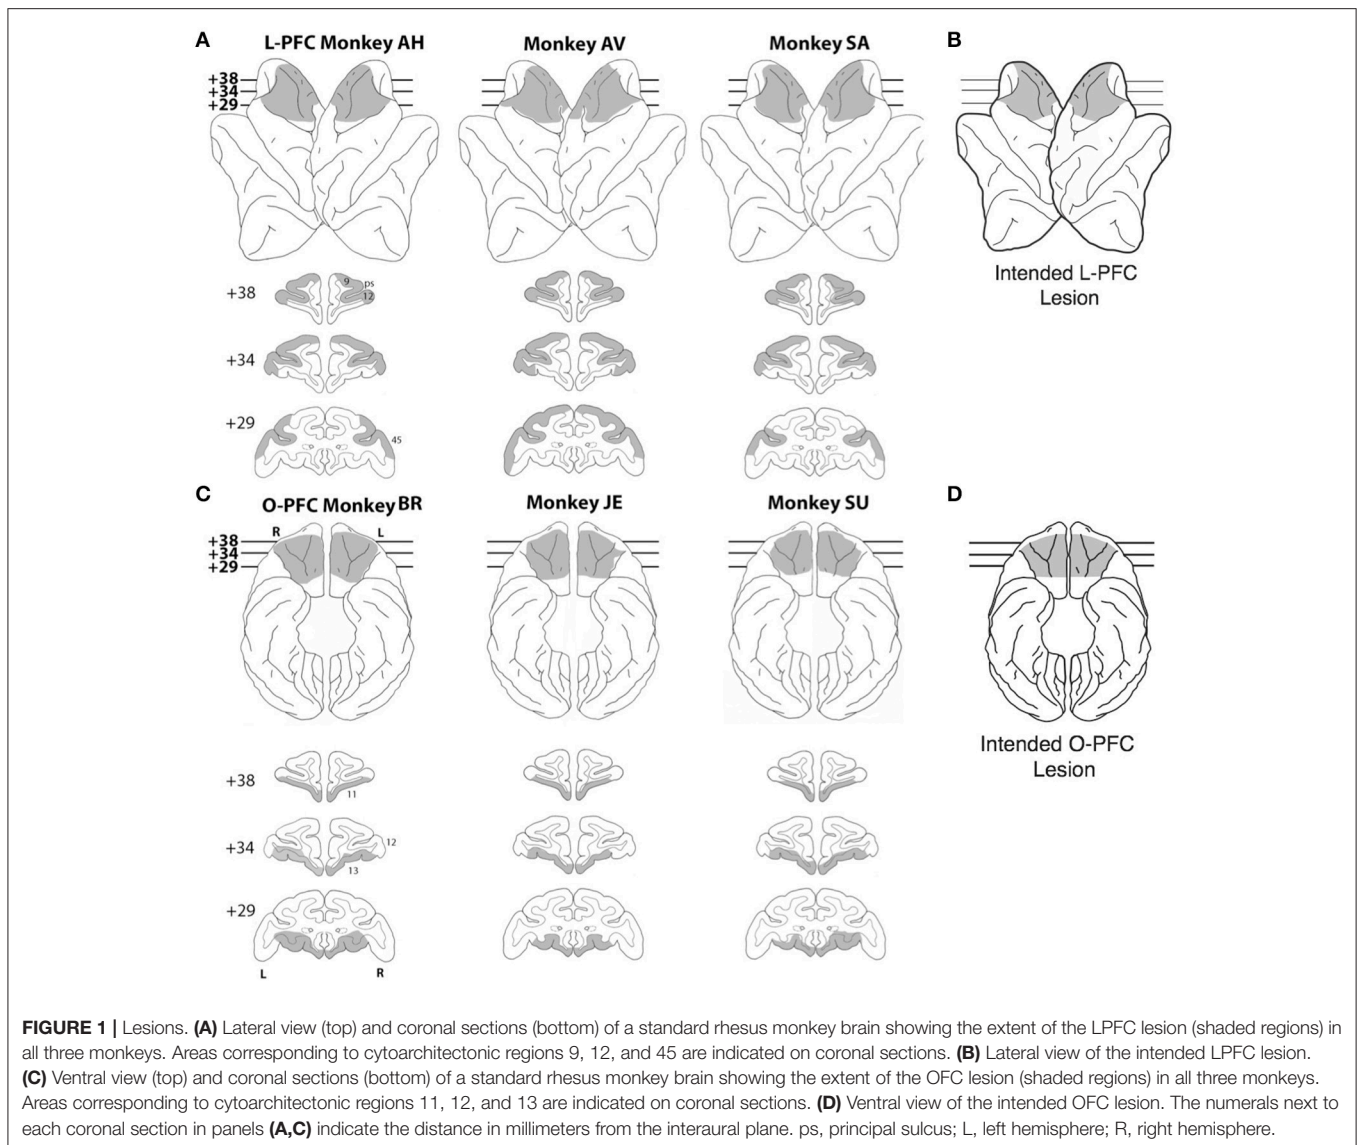 A
L-PFC Monkey AH
Monkey AV
Monkey SA
B
+38
+34
+29
Intended L-PFC
Lesion
+38
9
ps
12
+34
+29
45
C
O-PFC Monkey BR
Monkey JE
Monkey SU
D
R
L
+38
+34
+29
Intended O-PFC
Lesion
+38
11
+34
12
13
+29
L
R
FIGURE 1 | Lesions. (A) Lateral view (top) and coronal sections (bottom) of a standard rhesus monkey brain showing the extent of the LPFC lesion (shaded regions) in
all three monkeys. Areas corresponding to cytoarchitectonic regions 9, 12, and 45 are indicated on coronal sections. (B) Lateral view of the intended LPFC lesion.
(C) Ventral view (top) and coronal sections (bottom) of a standard rhesus monkey brain showing the extent of the OFC lesion (shaded regions) in all three monkeys.
Areas corresponding to cytoarchitectonic regions 11, 12, and 13 are indicated on coronal sections. (D) Ventral view of the intended OFC lesion. The numerals next to
each coronal section in panels (A,C) indicate the distance in millimeters from the interaural plane. ps, principal sulcus; L, left hemisphere; R, right hemisphere.